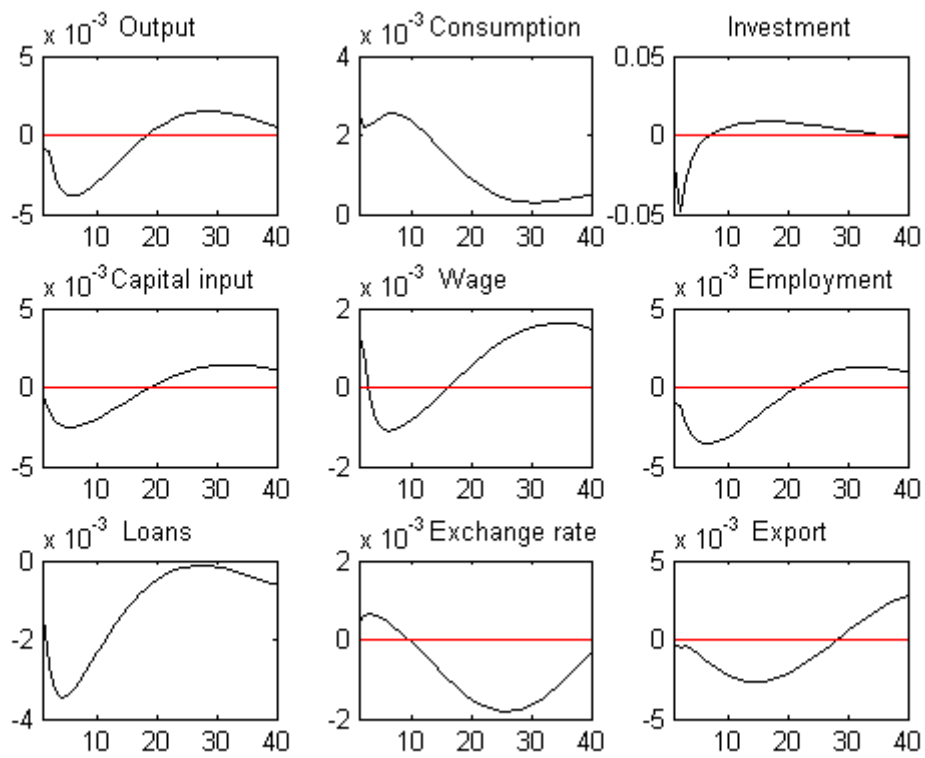 x 10-3 Output
5
0
-5
10 20 30 40
x 10-3 Consumption
4
2
0
10 20 30 40
Investment
0.05
0
-0.05
10 20 30 40
x 10-3 Capital input
5
0
-5
10 20 30 40
x 10-3 Wage
2
0
-2
10 20 30 40
x 10-3 Employment
5
0
-5
10 20 30 40
x 10-3 Loans
0
-2
-4
10 20 30 40
x 10-3 Exchange rate
2
0
-2
10 20 30 40
x 10-3 Export
5
0
-5
10 20 30 40